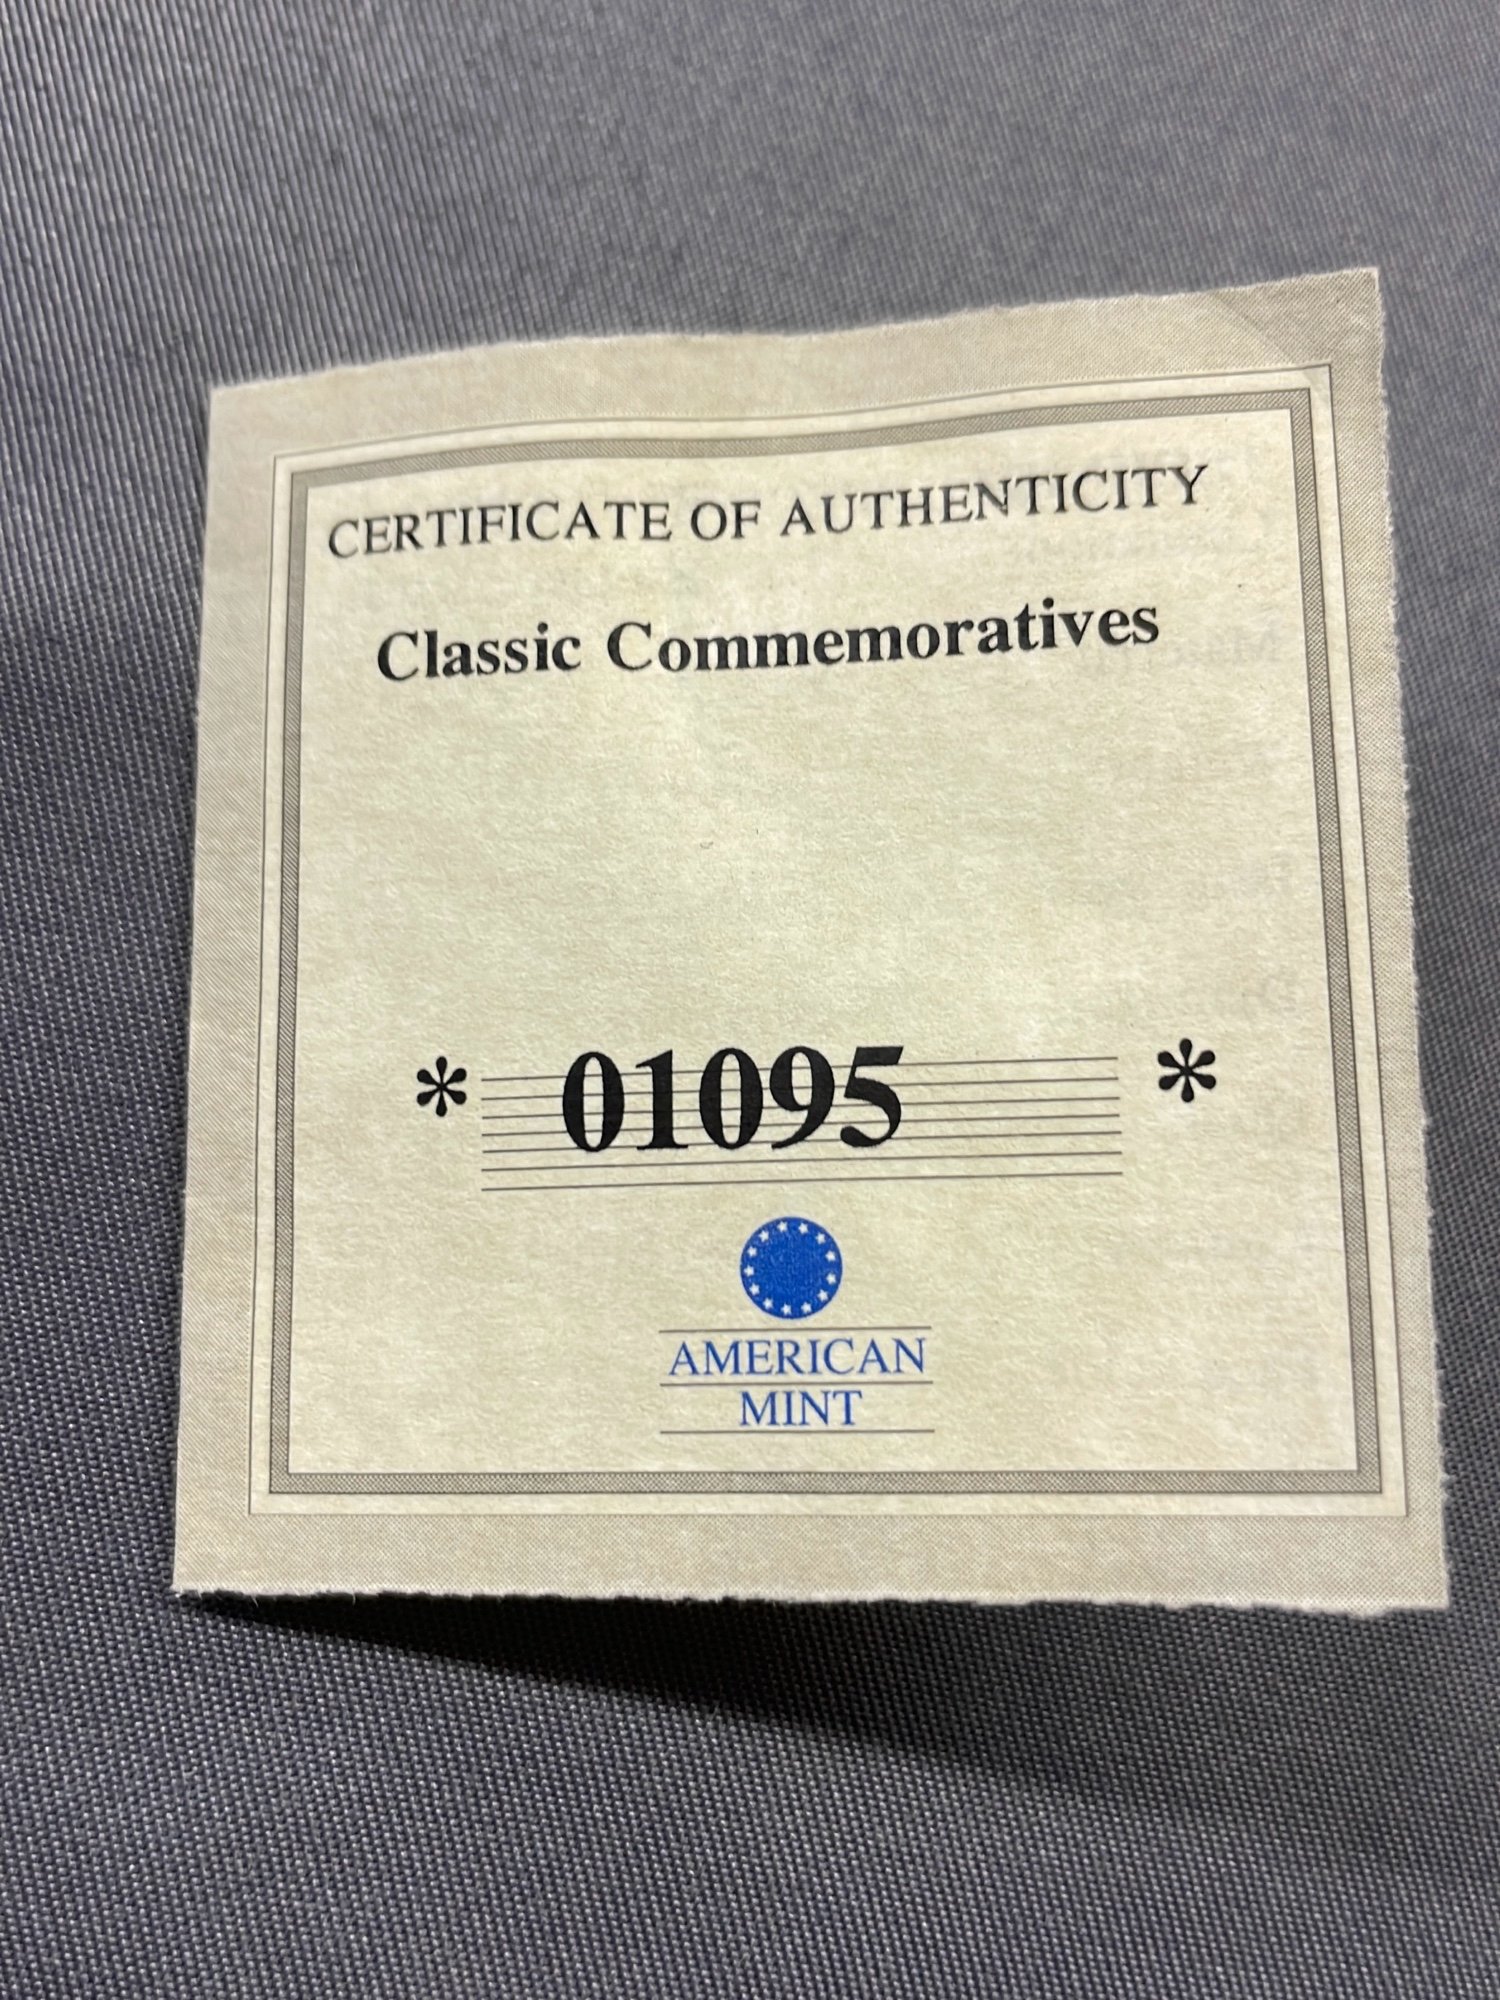 CERTIFICATE OF AUTHENTICITY
Classic Commemoratives
* 01095 *
AMERICAN
MINT